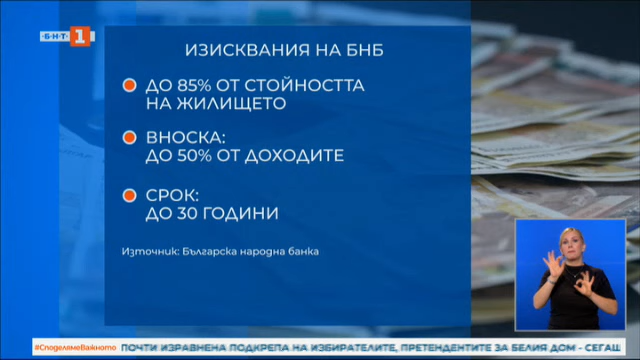 БНТ 1
ИЗИСКВАНИЯ НА БНБ
ДО 85% ОТ СТОЙНОСТТА
НА ЖИЛИЩЕТО
ВНОСКА:
ДО 50% ОТ ДОХОДИТЕ
СРОК:
ДО 30 ГОДИНИ
Източник: Българска народна банка
#СподелямеВажното ПОЧТИ ИЗРАВНЕНА ПОДКРЕПА НА ИЗБИРАТЕЛИТЕ, ПРЕТЕНДЕНТИТЕ ЗА БЕЛИЯ ДОМ - СЕГАШ